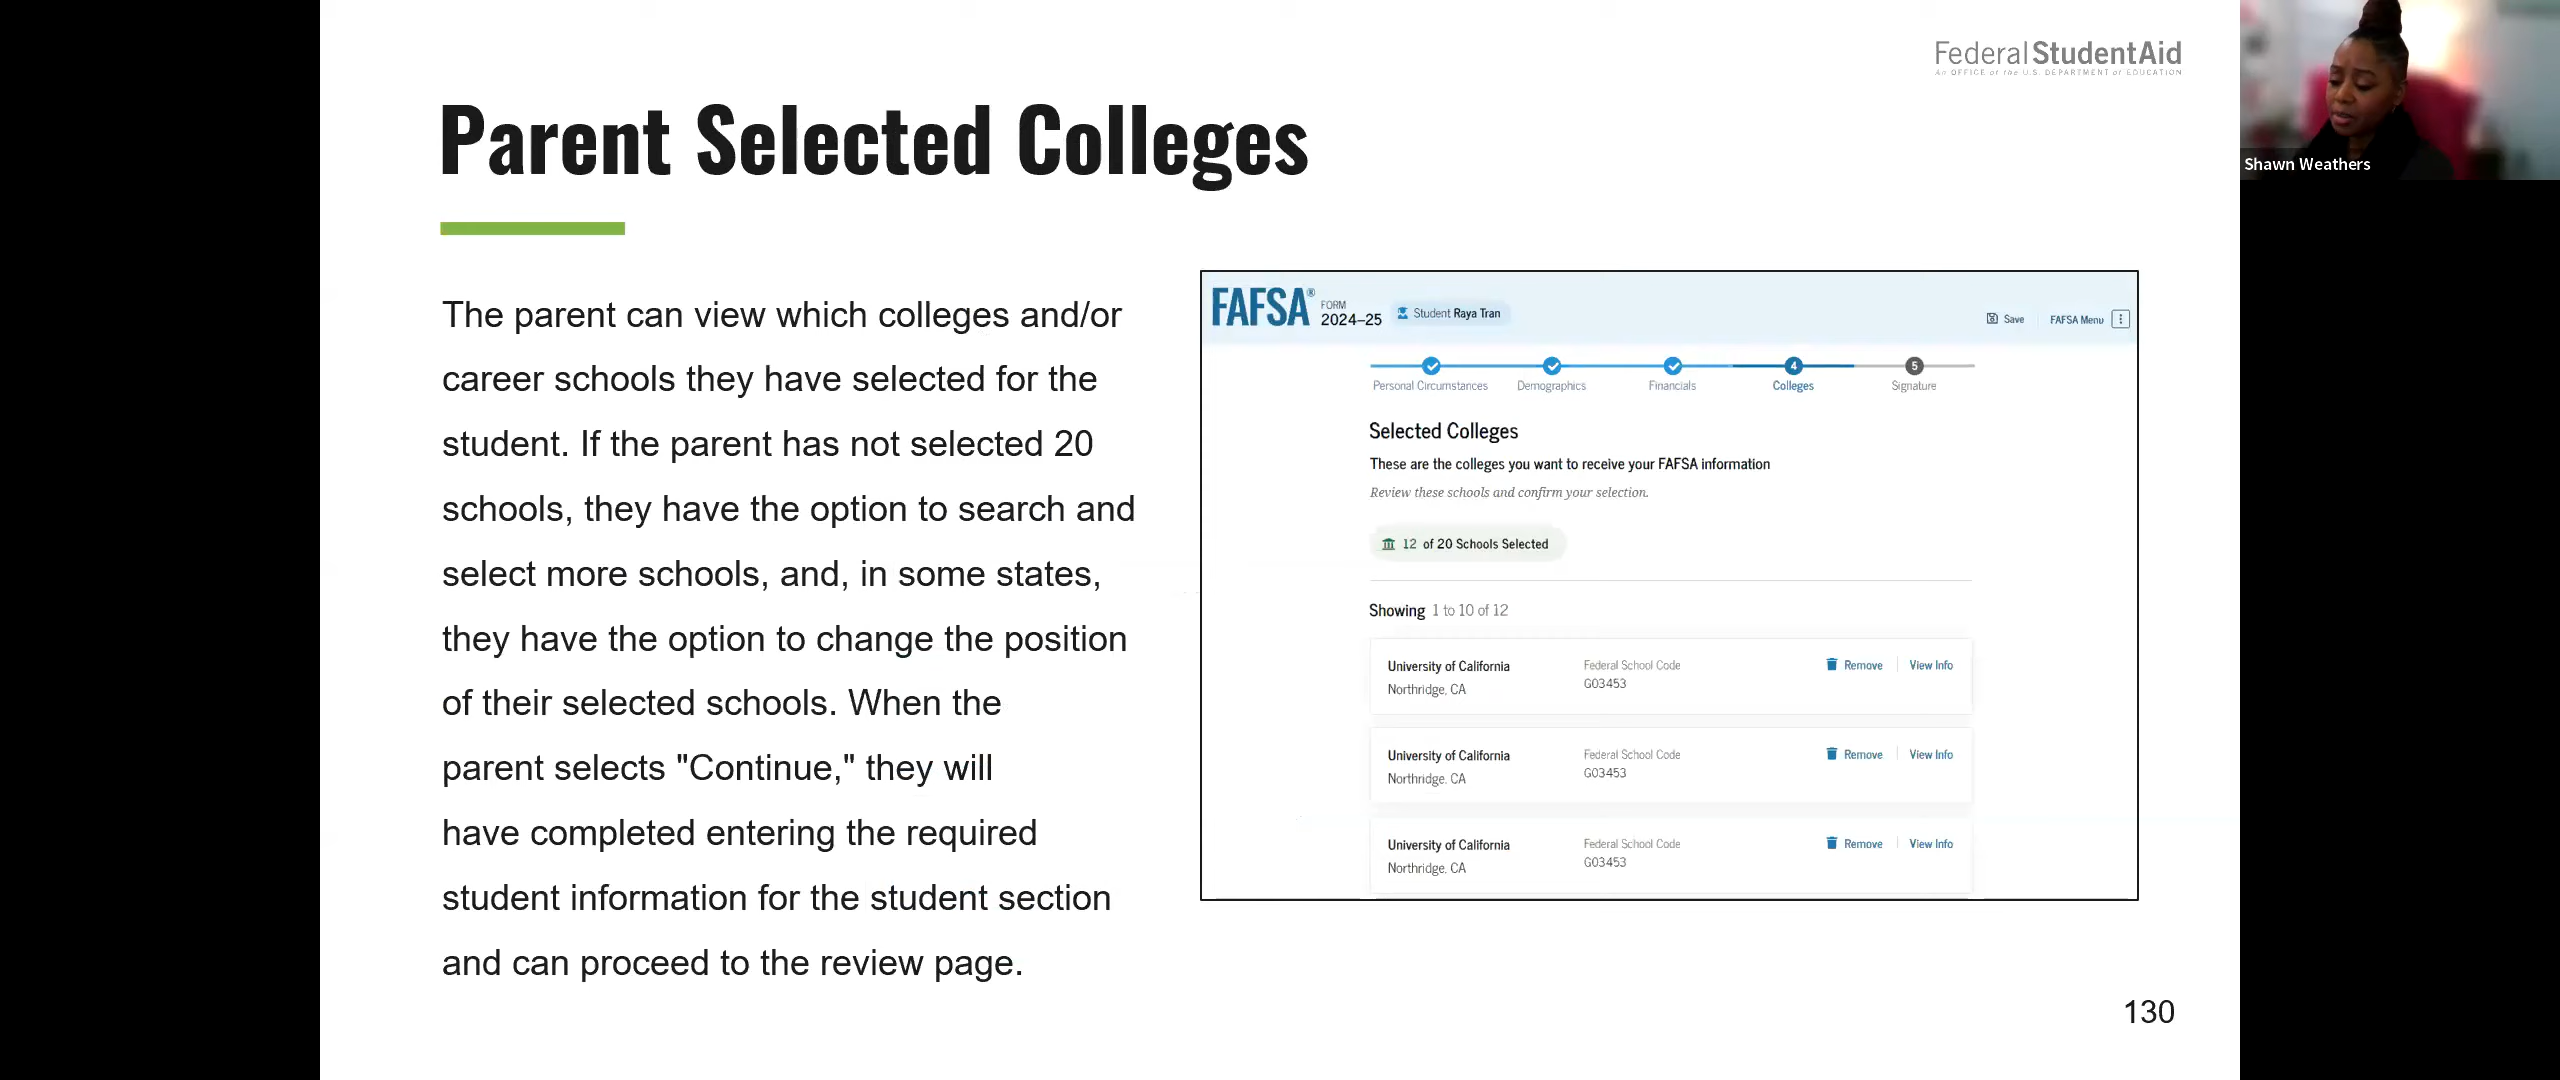 Federal StudentAid
An OFFICE of the U.S. DEPARTMENT of EDUCATION
Shawn Weathers
Parent Selected Colleges
The parent can view which colleges and/or
career schools they have selected for the
student. If the parent has not selected 20
schools, they have the option to search and
select more schools, and, in some states,
they have the option to change the position
of their selected schools. When the
parent selects "Continue," they will
have completed entering the required
student information for the student section
and can proceed to the review page.
FAFSA® FORM 2024–25 Student Raya Tran
Save FAFSA Menu
Personal Circumstances Demographics Financials 4 Colleges 5 Signature
Selected Colleges
These are the colleges you want to receive your FAFSA information
Review these schools and confirm your selection.
12 of 20 Schools Selected
Showing 1 to 10 of 12
University of California Federal School Code Remove View Info
Northridge, CA G03453
University of California Federal School Code Remove View Info
Northridge, CA G03453
University of California Federal School Code Remove View Info
Northridge, CA G03453
130